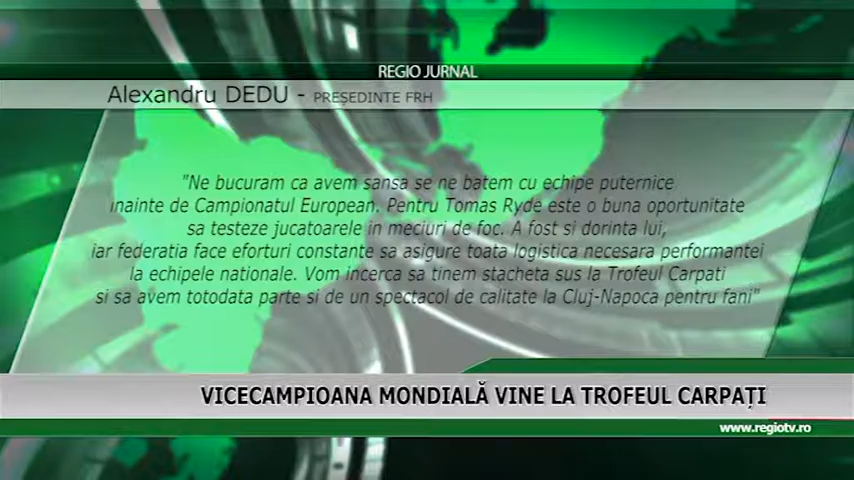 REGIO JURNAL
Alexandru DEDU - PREȘEDINTE FRH
"Ne bucuram ca avem sansa se ne batem cu echipe puternice
inainte de Campionatul European. Pentru Tomas Ryde este o buna oportunitate
sa testeze jucatoarele in meciuri de foc. A fost si dorinta lui,
iar federatia face eforturi constante sa asigure toata logistica necesara performantei
la echipele nationale. Vom incerca sa tinem stacheta sus la Trofeul Carpati
si sa avem totodata parte si de un spectacol de calitate la Cluj-Napoca pentru fani"
VICECAMPIOANA MONDIALĂ VINE LA TROFEUL CARPAȚI
www.regiotv.ro